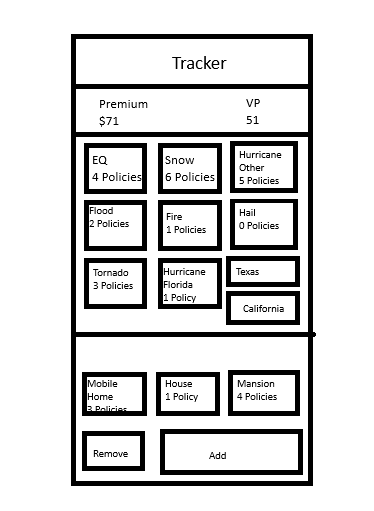 Tracker
Premium
$71
VP
51
EQ
4 Policies
Snow
6 Policies
Hurricane
Other
5 Policies
Flood
2 Policies
Fire
1 Policies
Hail
0 Policies
Tornado
3 Policies
Hurricane
Florida
1 Policy
Texas
California
Mobile
Home
3 Policies
House
1 Policy
Mansion
4 Policies
Remove
Add